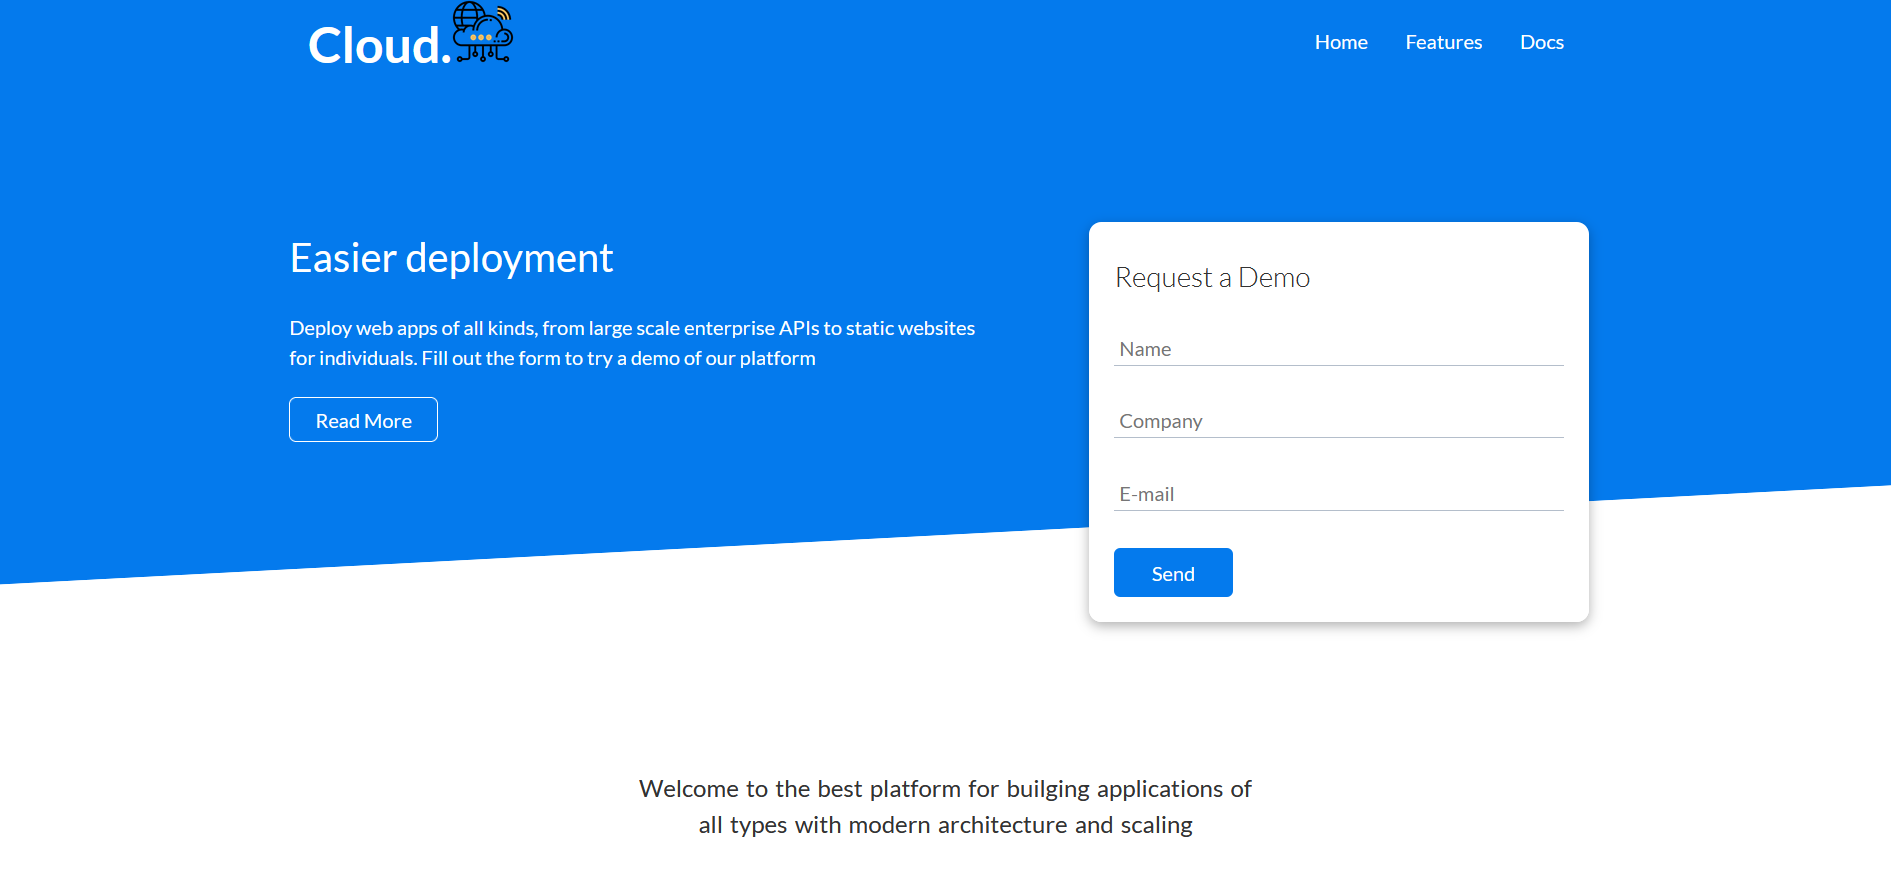 Cloud.
Home Features Docs
Easier deployment
Deploy web apps of all kinds, from large scale enterprise APIs to static websites
for individuals. Fill out the form to try a demo of our platform
Read More
Request a Demo
Name
Company
E-mail
Send
Welcome to the best platform for builging applications of
all types with modern architecture and scaling